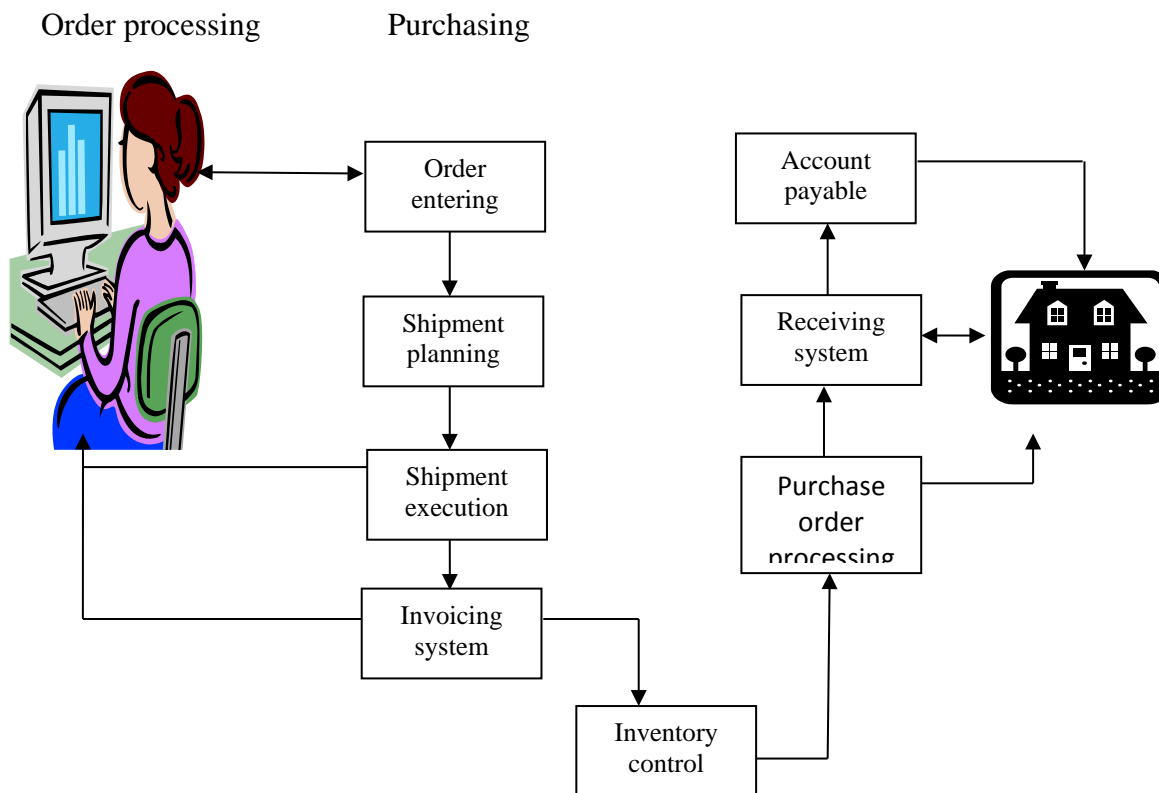 Order processing
Purchasing
Order
entering
Shipment
planning
Shipment
execution
Invoicing
system
Inventory
control
Account
payable
Receiving
system
Purchase
order
processing